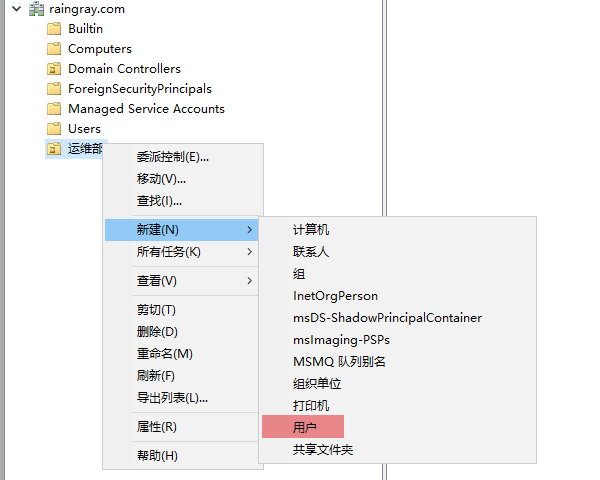 raingray.com
Builtin
Computers
Domain Controllers
ForeignSecurityPrincipals
Managed Service Accounts
Users
运维部
委派控制(E)...
移动(V)...
查找(I)...
新建(N)
所有任务(K)
查看(V)
剪切(T)
删除(D)
重命名(M)
刷新(F)
导出列表(L)...
属性(R)
帮助(H)
计算机
联系人
组
InetOrgPerson
msDS-ShadowPrincipalContainer
msImaging-PSPs
MSMQ 队列别名
组织单位
打印机
用户
共享文件夹